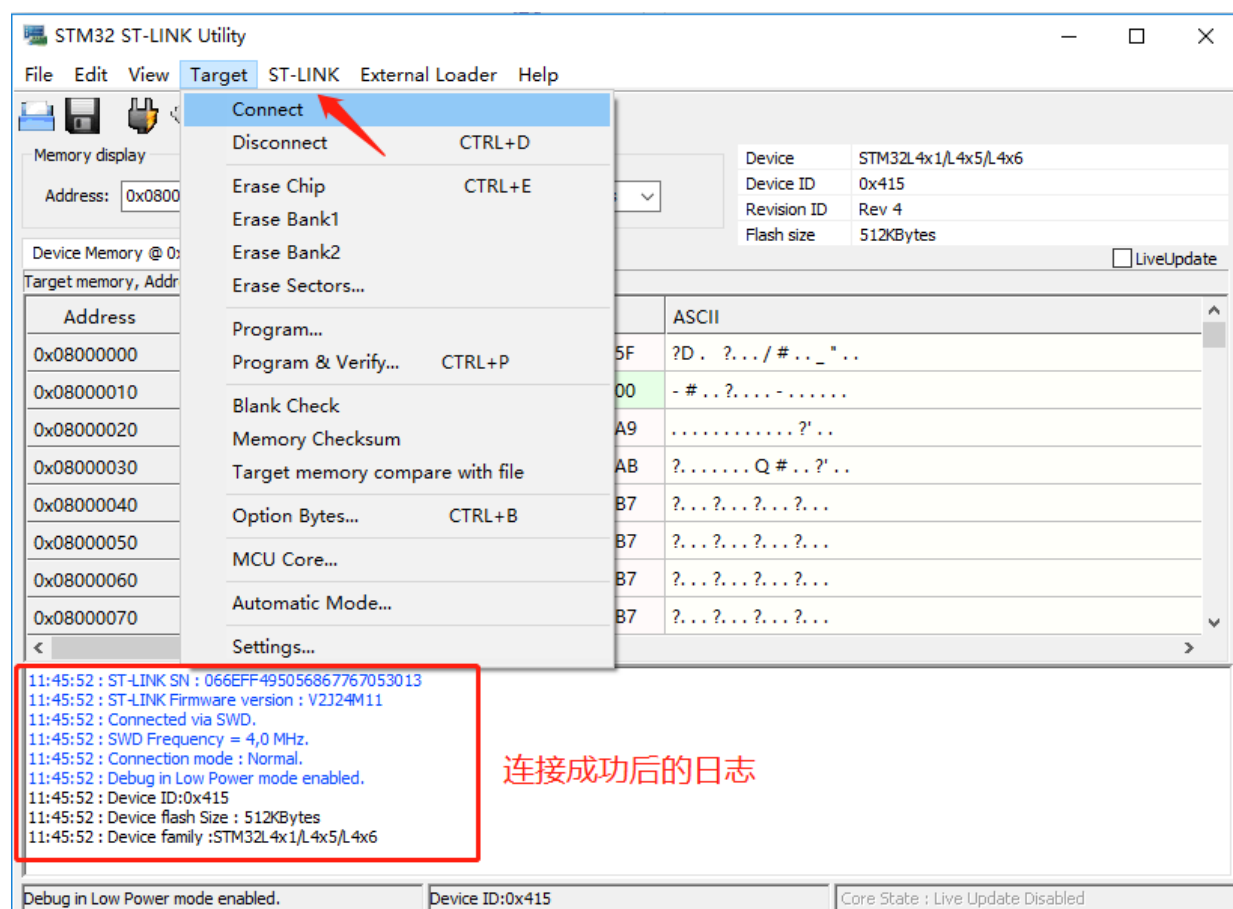 STM32 ST-LINK Utility
File Edit View Target ST-LINK External Loader Help
Connect
Disconnect CTRL+D
Erase Chip CTRL+E
Erase Bank1
Erase Bank2
Erase Sectors...
Program...
Program & Verify... CTRL+P
Blank Check
Memory Checksum
Target memory compare with file
Option Bytes... CTRL+B
MCU Core...
Automatic Mode...
Settings...
Memory display
Address: 0x0800
Device STM32L4x1/L4x5/L4x6
Device ID 0x415
Revision ID Rev 4
Flash size 512KBytes
Device Memory @ 0x
LiveUpdate
Target memory, Addr
Address ASCII
0x08000000 5F ?D . ?. . . / # . . _ " . .
0x08000010 00 - # . . ?. . . . - . . . . . .
0x08000020 A9 . . . . . . . . . . . . ?' . .
0x08000030 AB ?. . . . . . . Q # . . ?' . .
0x08000040 B7 ?. . . ?. . . ?. . . ?. . .
0x08000050 B7 ?. . . ?. . . ?. . . ?. . .
0x08000060 B7 ?. . . ?. . . ?. . . ?. . .
0x08000070 B7 ?. . . ?. . . ?. . . ?. . .
11:45:52 : ST-LINK SN : 066EFF495056867767053013
11:45:52 : ST-LINK Firmware version : V2J24M11
11:45:52 : Connected via SWD.
11:45:52 : SWD Frequency = 4,0 MHz.
11:45:52 : Connection mode : Normal.
11:45:52 : Debug in Low Power mode enabled.
11:45:52 : Device ID:0x415
11:45:52 : Device flash Size : 512KBytes
11:45:52 : Device family :STM32L4x1/L4x5/L4x6
连接成功后的日志
Debug in Low Power mode enabled. Device ID:0x415 Core State : Live Update Disabled